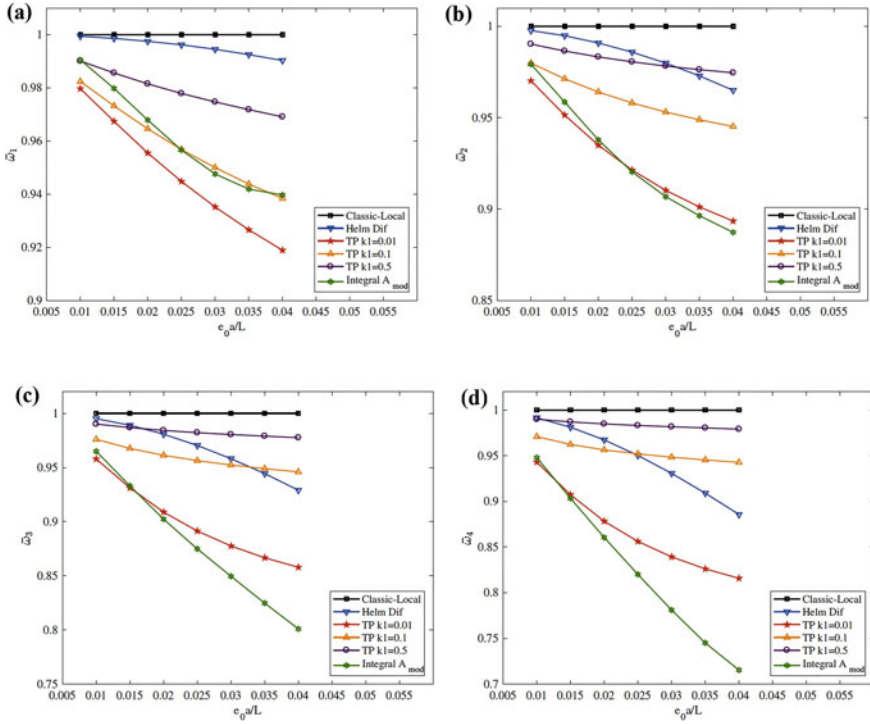 (a)
1
0.98
0.96
0.94
0.92
0.9
ω̄1
0.005 0.01 0.015 0.02 0.025 0.03 0.035 0.04 0.045 0.05 0.055
e0a/L
Classic-Local
Helm Dif
TP k1=0.01
TP k1=0.1
TP k1=0.5
Integral A mod
(b)
1
0.95
0.9
0.85
ω̄2
0.005 0.01 0.015 0.02 0.025 0.03 0.035 0.04 0.045 0.05 0.055
e0a/L
Classic-Local
Helm Dif
TP k1=0.01
TP k1=0.1
TP k1=0.5
Integral A mod
(c)
1
0.95
0.9
0.85
0.8
0.75
ω̄3
0.005 0.01 0.015 0.02 0.025 0.03 0.035 0.04 0.045 0.05 0.055
e0a/L
Classic-Local
Helm Dif
TP k1=0.01
TP k1=0.1
TP k1=0.5
Integral A mod
(d)
1
0.95
0.9
0.85
0.8
0.75
0.7
ω̄4
0.005 0.01 0.015 0.02 0.025 0.03 0.035 0.04 0.045 0.05 0.055
e0a/L
Classic-Local
Helm Dif
TP k1=0.01
TP k1=0.1
TP k1=0.5
Integral A mod